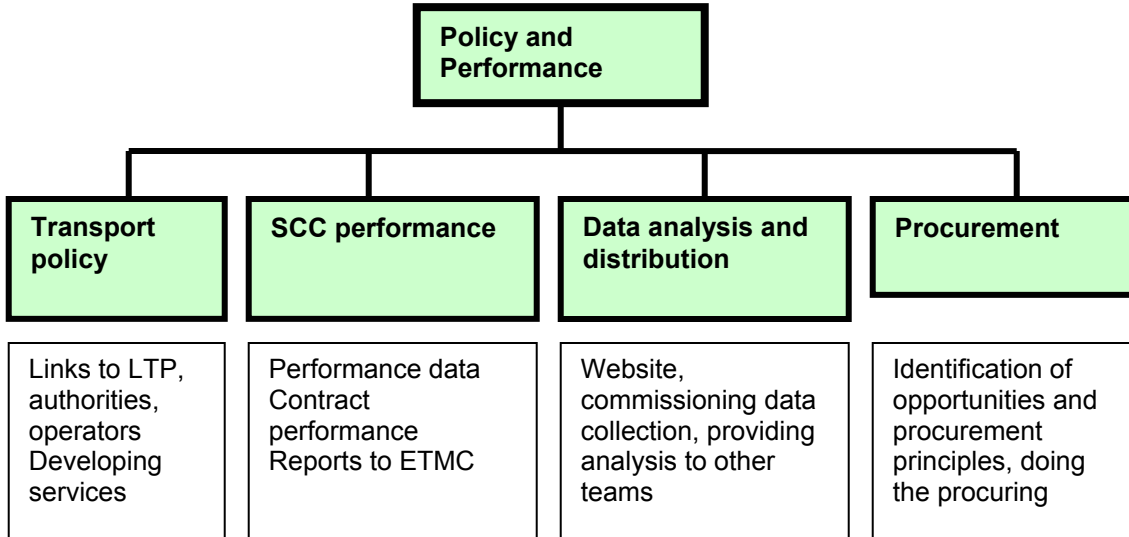 Policy and
Performance
Transport
policy
SCC performance
Data analysis and
distribution
Procurement
Links to LTP,
authorities,
operators
Developing
services
Performance data
Contract
performance
Reports to ETMC
Website,
commissioning data
collection, providing
analysis to other
teams
Identification of
opportunities and
procurement
principles, doing
the procuring